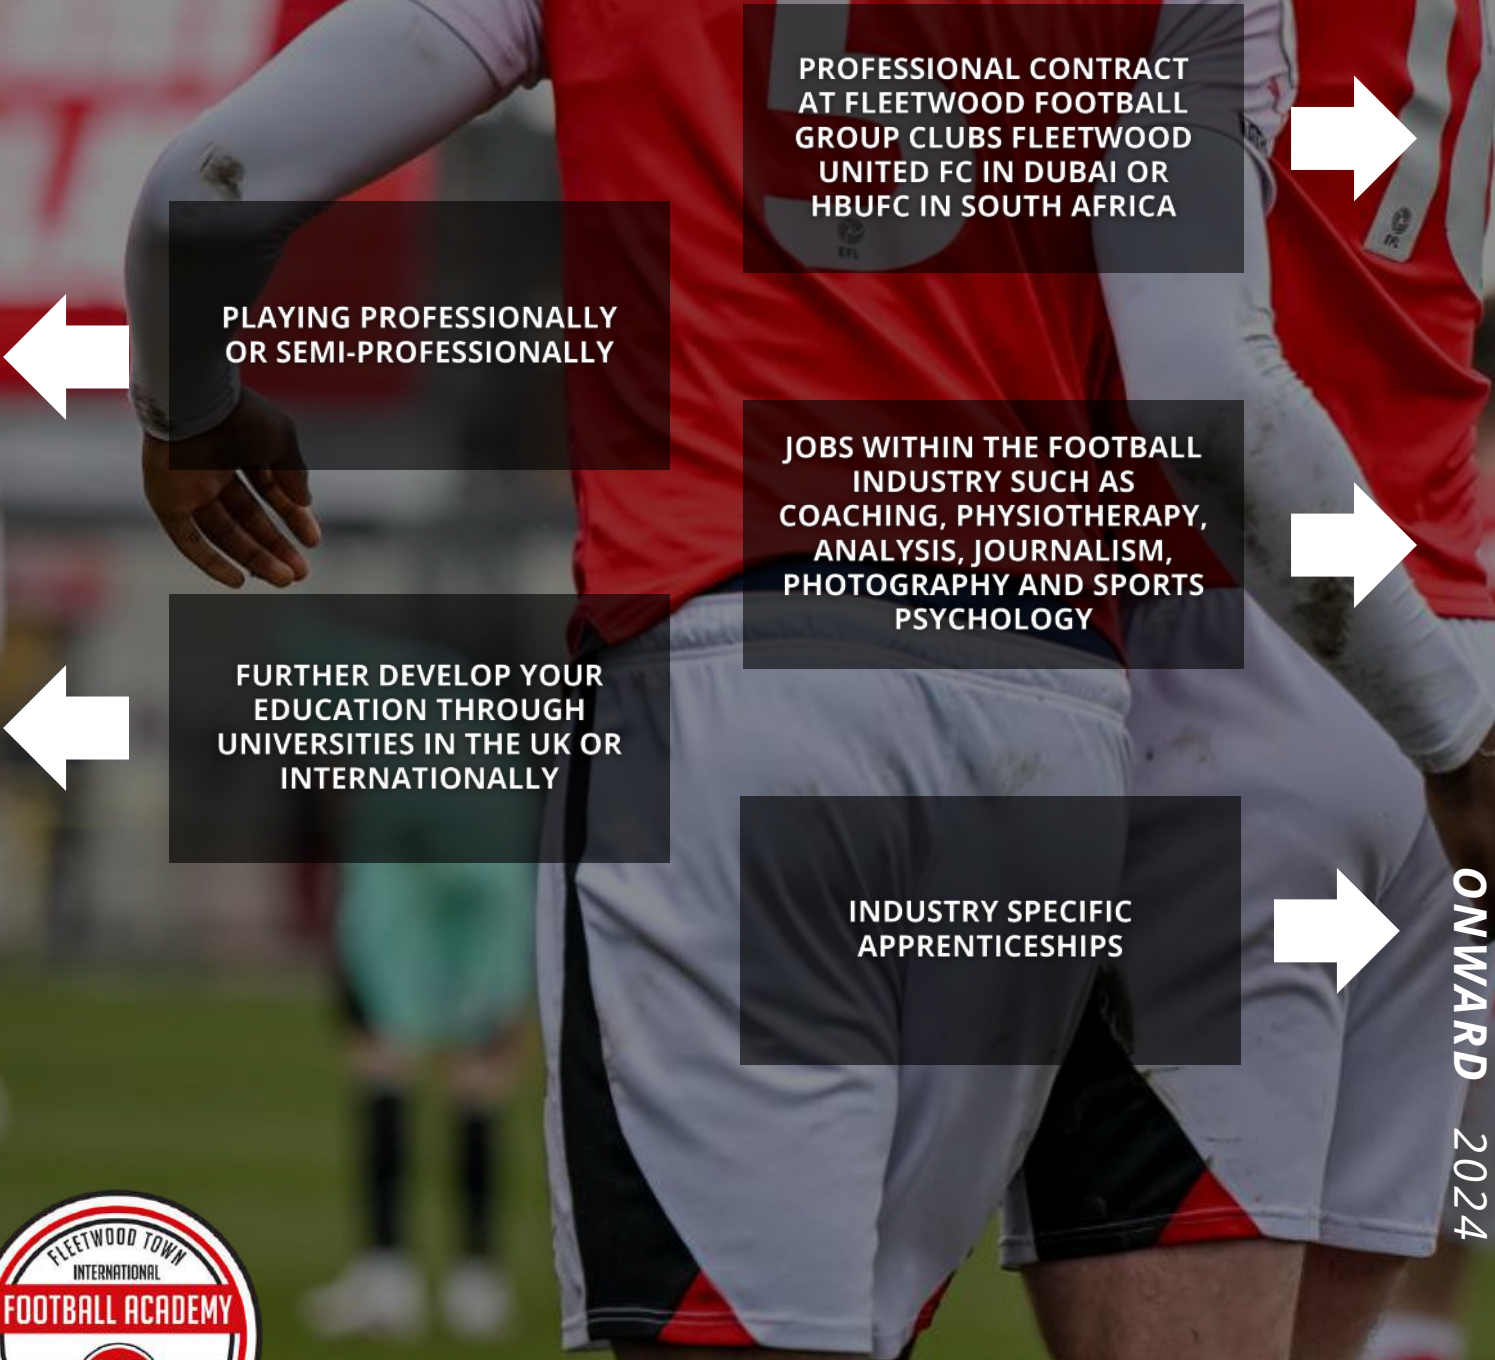 PROFESSIONAL CONTRACT
AT FLEETWOOD FOOTBALL
GROUP CLUBS FLEETWOOD
UNITED FC IN DUBAI OR
HBUFC IN SOUTH AFRICA
PLAYING PROFESSIONALLY
OR SEMI-PROFESSIONALLY
JOBS WITHIN THE FOOTBALL
INDUSTRY SUCH AS
COACHING, PHYSIOTHERAPY,
ANALYSIS, JOURNALISM,
PHOTOGRAPHY AND SPORTS
PSYCHOLOGY
FURTHER DEVELOP YOUR
EDUCATION THROUGH
UNIVERSITIES IN THE UK OR
INTERNATIONALLY
INDUSTRY SPECIFIC
APPRENTICESHIPS
ONWARD 2024
FLEETWOOD TOWN
INTERNATIONAL
FOOTBALL ACADEMY
5
EFL
EFL